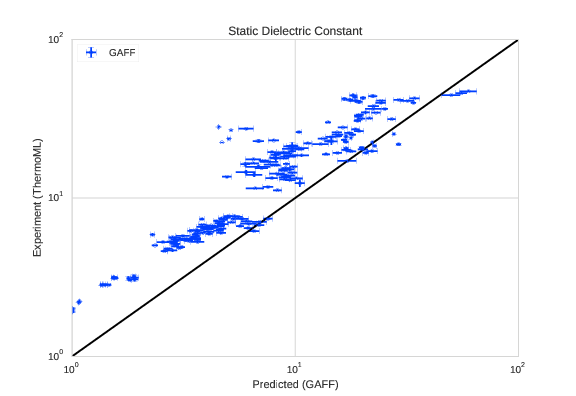 Static Dielectric Constant
10^2
GAFF
10^1
Experiment (ThermoML)
10^0
10^0 10^1 10^2
Predicted (GAFF)